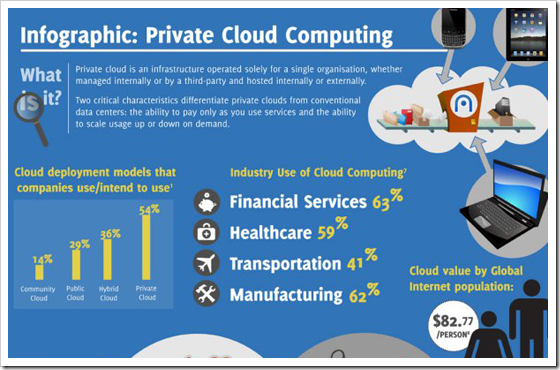 Infographic: Private Cloud Computing
What
is it?
Private cloud is an infrastructure operated solely for a single organisation, whether
managed internally or by a third-party and hosted internally or externally.
Two critical characteristics differentiate private clouds from conventional
data centers: the ability to pay only as you use services and the ability
to scale usage up or down on demand.
Cloud deployment models that
companies use/intend to use¹
14%
29%
36%
54%
Community
Cloud
Public
Cloud
Hybrid
Cloud
Private
Cloud
Industry Use of Cloud Computing⁷
Financial Services 63%
Healthcare 59%
Transportation 41%
Manufacturing 62%
Cloud value by Global
Internet population:
$82.77
/PERSON⁸